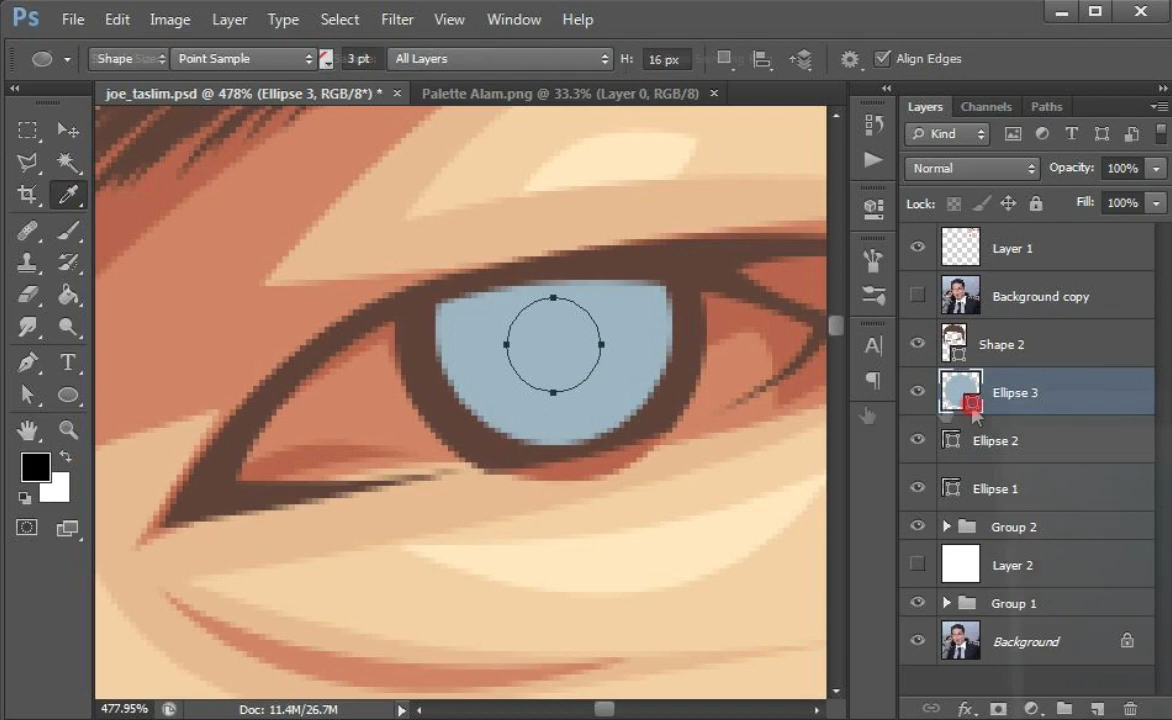 Ps File Edit Image Layer Type Select Filter View Window Help
Shape Point Sample 3 pt All Layers H: 16 px Align Edges
joe_taslim.psd @ 478% (Ellipse 3, RGB/8*) * × Palette Alam.png @ 33.3% (Layer 0, RGB/8) ×
Layers Channels Paths
Kind
Normal Opacity: 100%
Lock: Fill: 100%
Layer 1
Background copy
Shape 2
Ellipse 3
Ellipse 2
Ellipse 1
Group 2
Layer 2
Group 1
Background
477.95% Doc: 11.4M/26.7M